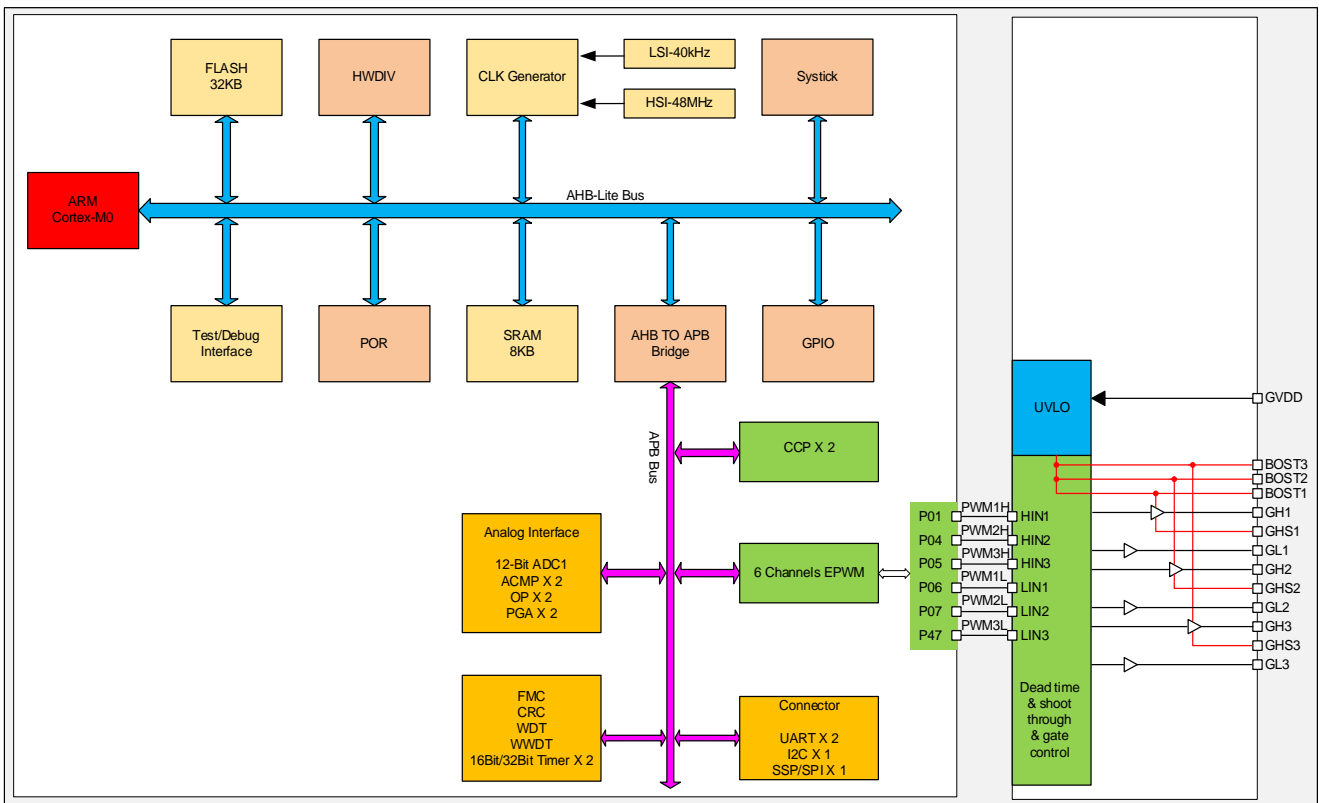 FLASH
32KB
HWDIV
CLK Generator
LSI-40kHz
HSI-48MHz
Systick
ARM
Cortex-M0
AHB-Lite Bus
Test/Debug
Interface
POR
SRAM
8KB
AHB TO APB
Bridge
GPIO
APB Bus
CCP X 2
Analog Interface
12-Bit ADC1
ACMP X 2
OP X 2
PGA X 2
6 Channels EPWM
FMC
CRC
WDT
WWDT
16Bit/32Bit Timer X 2
Connector
UART X 2
I2C X 1
SSP/SPI X 1
P01
P04
P05
P06
P07
P47
PWM1H
PWM2H
PWM3H
PWM1L
PWM2L
PWM3L
UVLO
HIN1
HIN2
HIN3
LIN1
LIN2
LIN3
Dead time
& shoot
through
& gate
control
GVDD
BOST3
BOST2
BOST1
GH1
GHS1
GL1
GH2
GHS2
GL2
GH3
GHS3
GL3